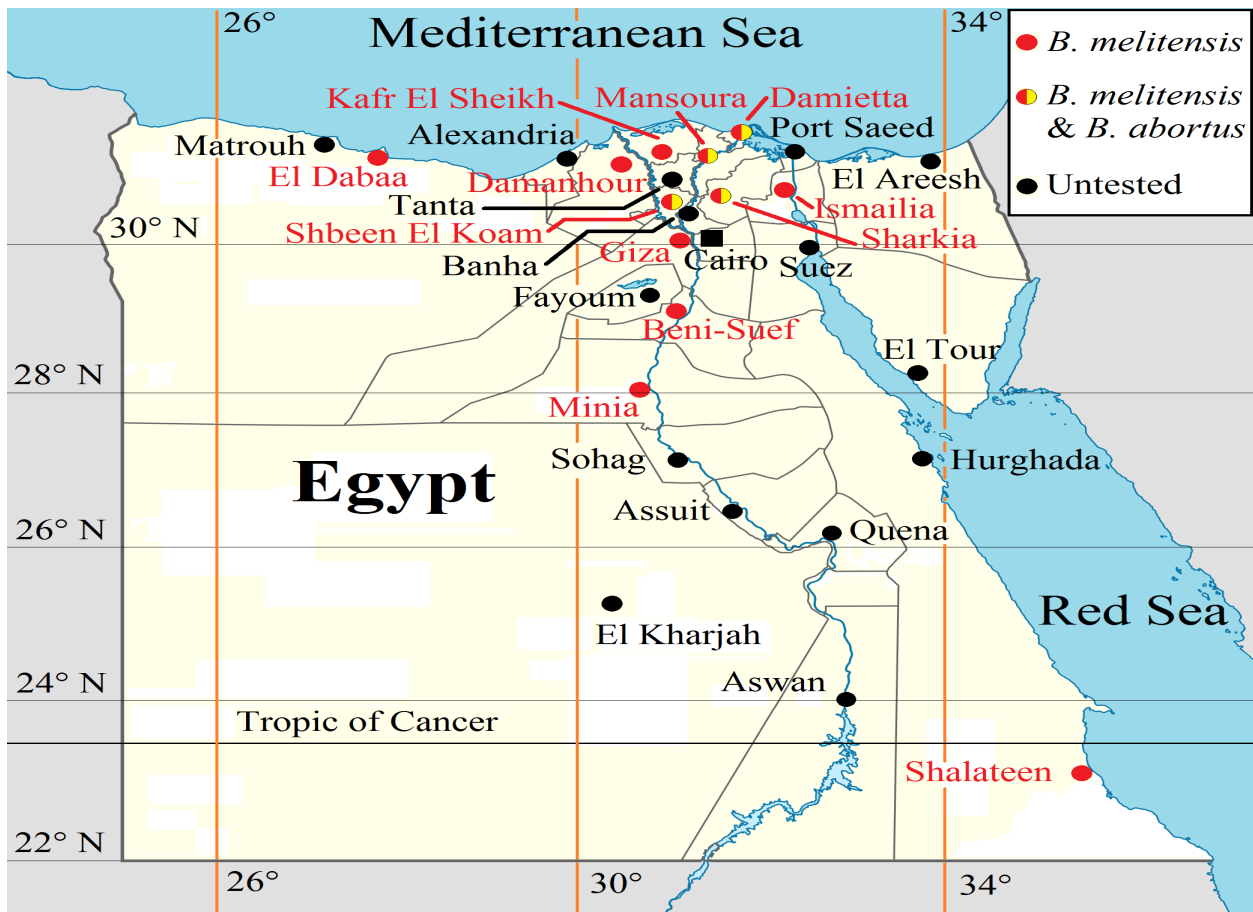 26°
34°
Mediterranean Sea
B. melitensis
B. melitensis
& B. abortus
Untested
Kafr El Sheikh
Mansoura
Damietta
Alexandria
Port Saeed
Matrouh
El Dabaa
Damanhour
El Areesh
Tanta
Ismailia
30° N
Shbeen El Koam
Sharkia
Giza
Cairo
Suez
Banha
Fayoum
Beni-Suef
El Tour
28° N
Minia
Sohag
Hurghada
Egypt
Assuit
Quena
26° N
El Kharjah
Red Sea
24° N
Aswan
Tropic of Cancer
Shalateen
22° N
26°
30°
34°